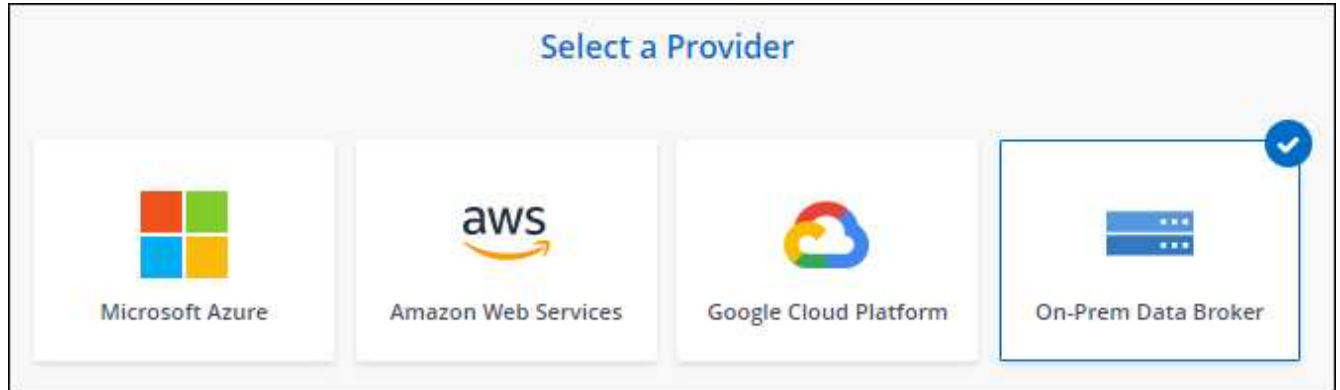 Select a Provider
aws
Microsoft Azure
Amazon Web Services
Google Cloud Platform
On-Prem Data Broker